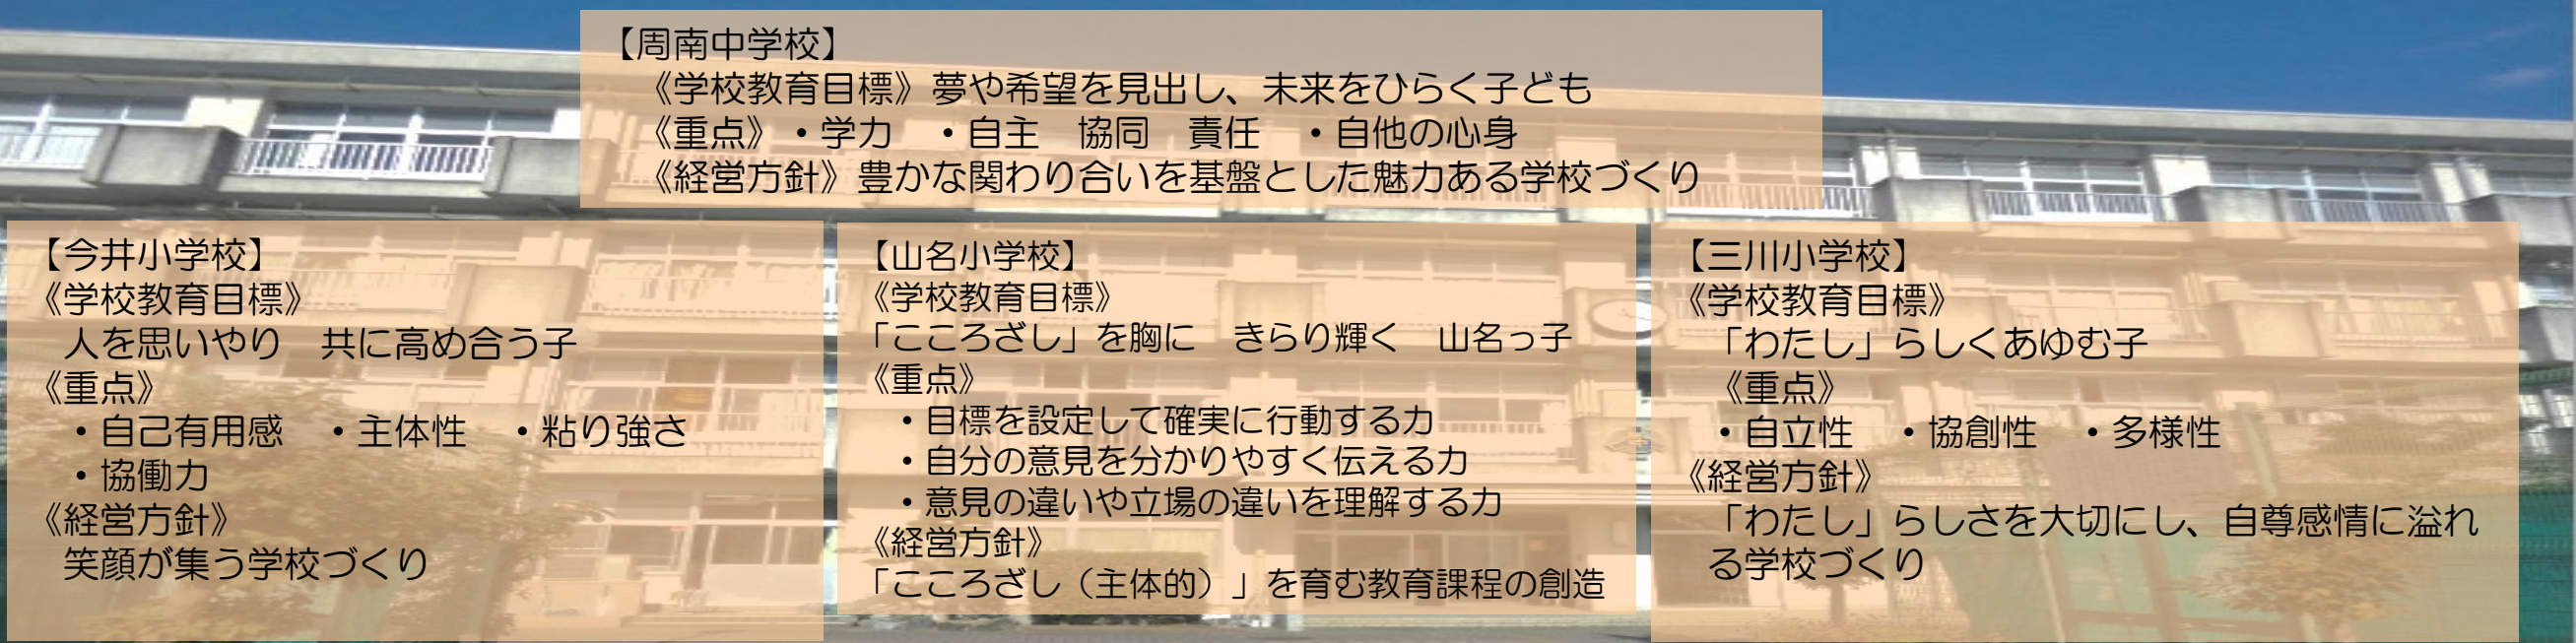 【周南中学校】
《学校教育目標》夢や希望を見出し、未来をひらく子ども
《重点》・学力　・自主　協同　責任　・自他の心身
《経営方針》豊かな関わり合いを基盤とした魅力ある学校づくり
【今井小学校】
《学校教育目標》
人を思いやり　共に高め合う子
《重点》
・自己有用感　・主体性　・粘り強さ
・協働力
《経営方針》
笑顔が集う学校づくり
【山名小学校】
《学校教育目標》
「こころざし」を胸に　きらり輝く　山名っ子
《重点》
・目標を設定して確実に行動する力
・自分の意見を分かりやすく伝える力
・意見の違いや立場の違いを理解する力
《経営方針》
「こころざし（主体的）」を育む教育課程の創造
【三川小学校】
《学校教育目標》
「わたし」らしくあゆむ子
《重点》
・自立性　・協創性　・多様性
《経営方針》
「わたし」らしさを大切にし、自尊感情に溢れ
る学校づくり